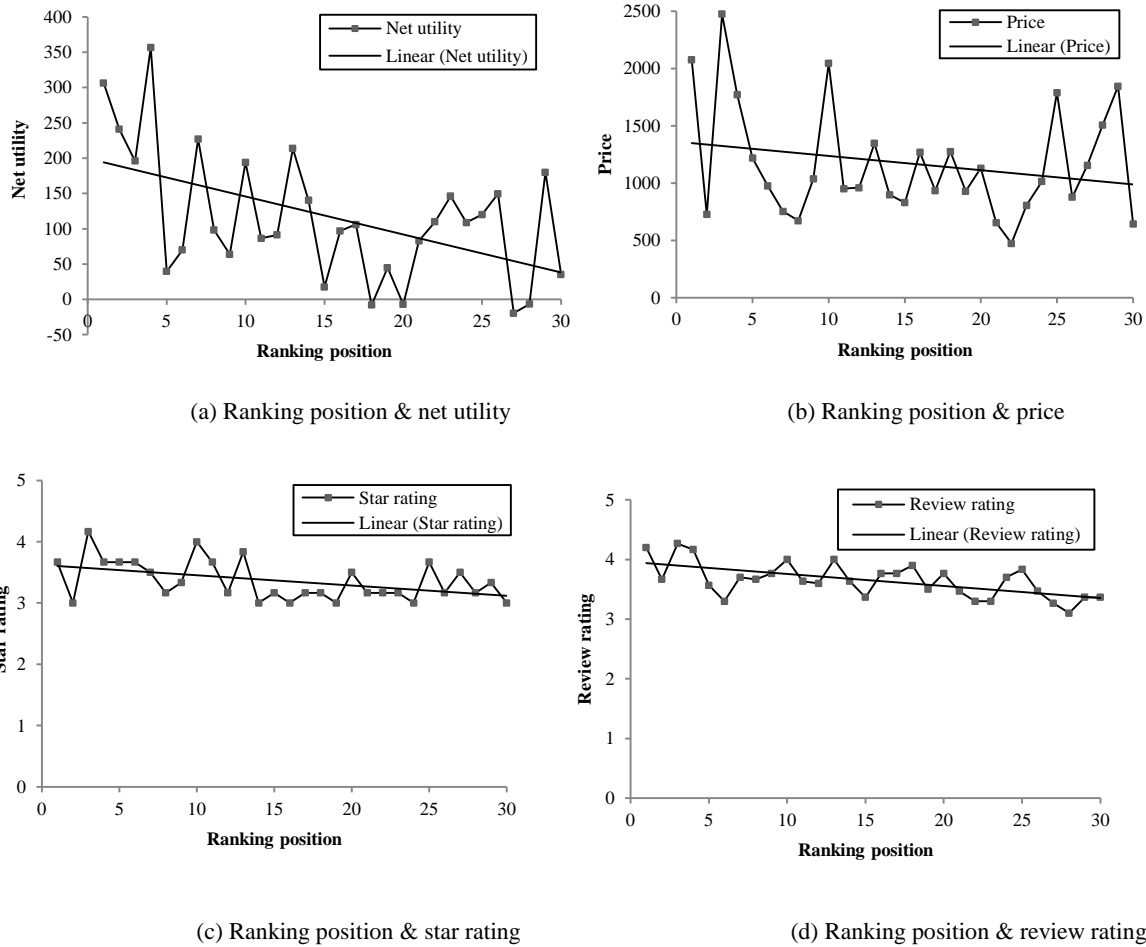 400
350
300
250
200
150
100
50
0
-50
0
5
10
15
20
25
30
Net utility
Ranking position
Net utility
Linear (Net utility)
(a) Ranking position & net utility
2500
2000
1500
1000
500
0
0
5
10
15
20
25
30
Price
Ranking position
Price
Linear (Price)
(b) Ranking position & price
5
4
3
2
1
0
0
5
10
15
20
25
30
Star rating
Ranking position
Star rating
Linear (Star rating)
(c) Ranking position & star rating
5
4
3
2
1
0
0
5
10
15
20
25
30
Review rating
Ranking position
Review rating
Linear (Review rating)
(d) Ranking position & review rating